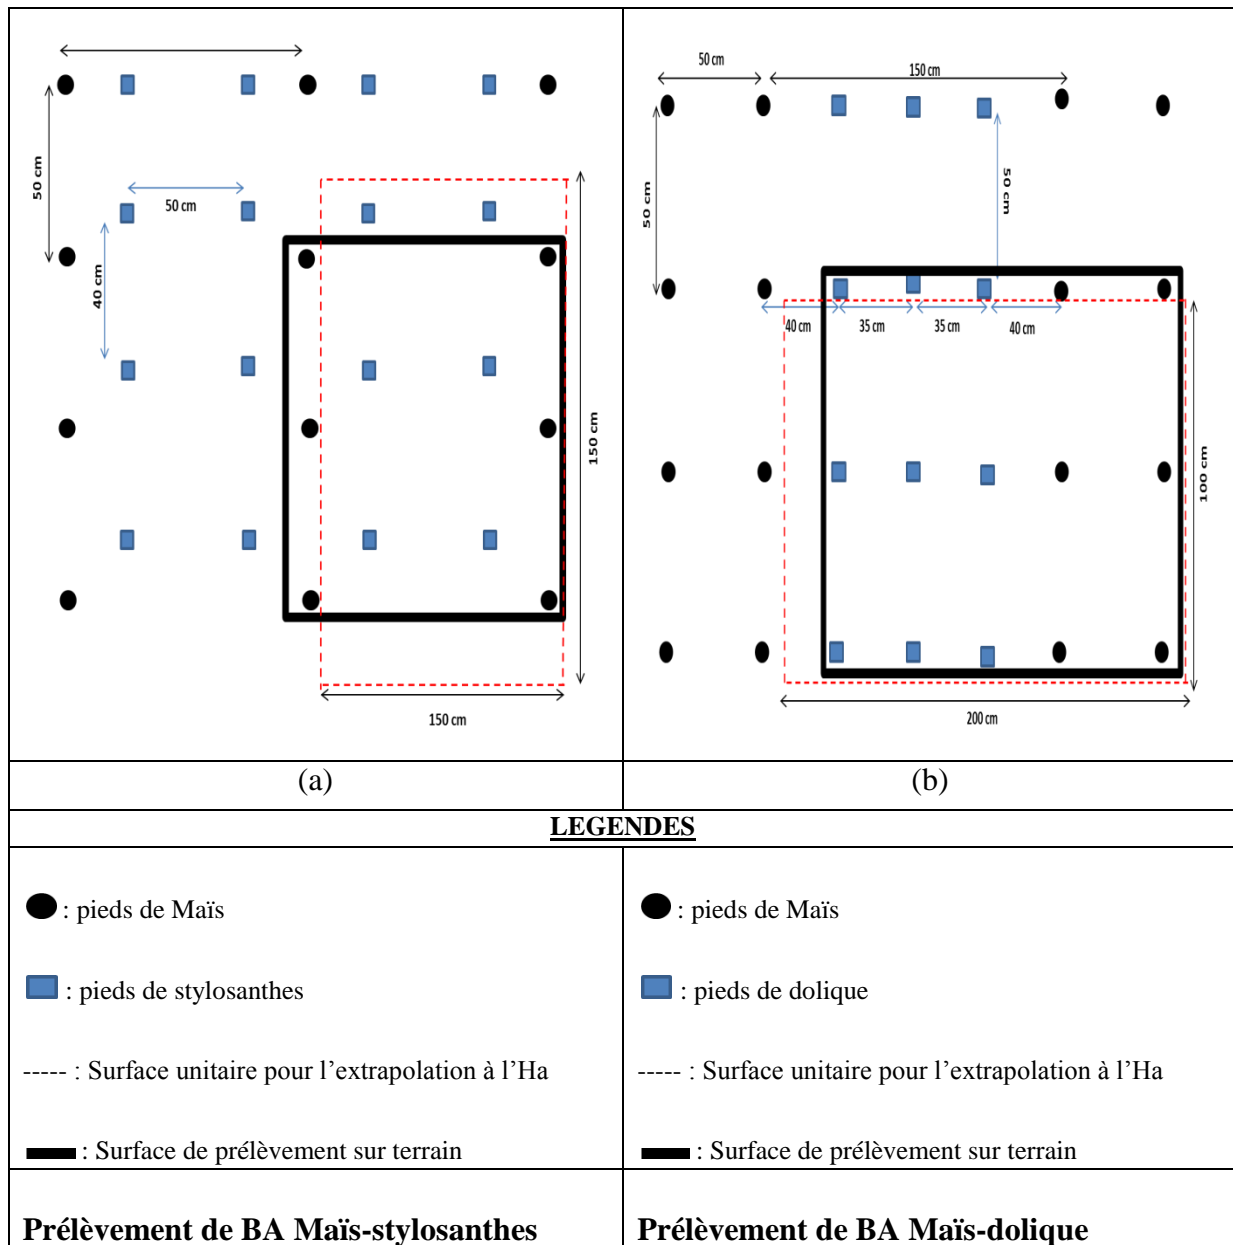 50 cm
50 cm
40 cm
150 cm
150 cm
50 cm
150 cm
50 cm
50 cm
40 cm
35 cm
35 cm
40 cm
100 cm
200 cm
(a)
(b)
LEGENDES
: pieds de Maïs
: pieds de stylosanthes
----- : Surface unitaire pour l'extrapolation à l'Ha
: Surface de prélèvement sur terrain
: pieds de Maïs
: pieds de dolique
----- : Surface unitaire pour l'extrapolation à l'Ha
: Surface de prélèvement sur terrain
Prélèvement de BA Maïs-stylosanthes
Prélèvement de BA Maïs-dolique